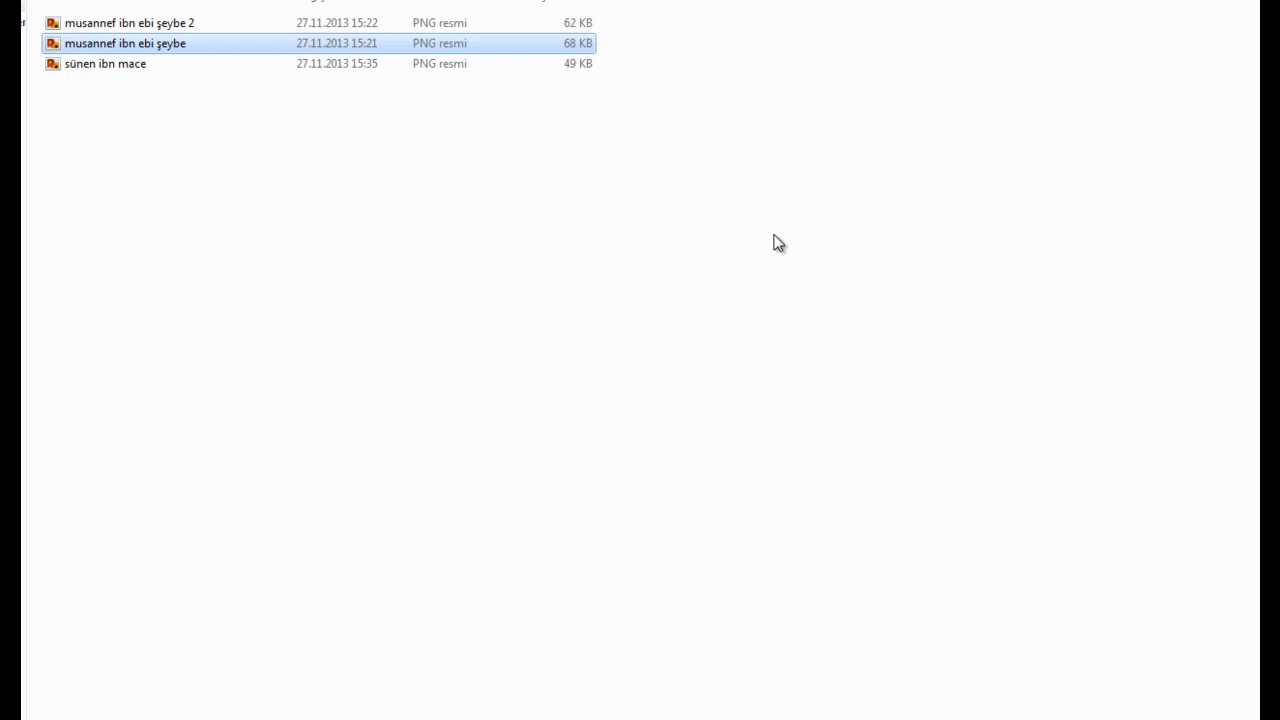 musannef ibn ebi şeybe 2 27.11.2013 15:22 PNG resmi 62 KB
musannef ibn ebi şeybe 27.11.2013 15:21 PNG resmi 68 KB
sünen ibn mace 27.11.2013 15:35 PNG resmi 49 KB